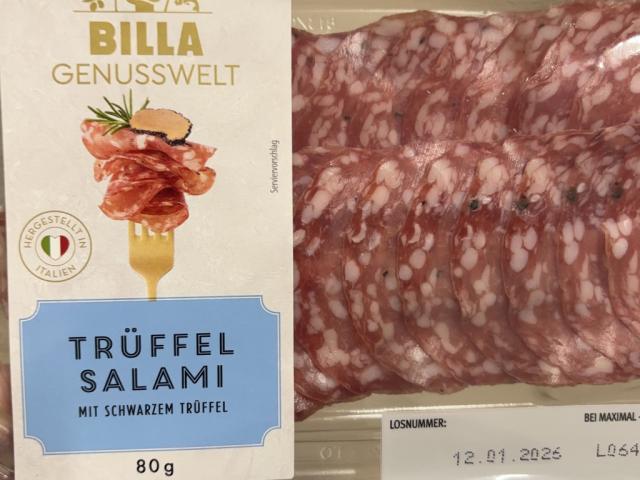 BILLA
GENUSSWELT
Serviervorschlag
HERGESTELLT IN
ITALIEN
TRÜFFEL
SALAMI
MIT SCHWARZEM TRÜFFEL
80g
LOSNUMMER:
BEI MAXIMAL
12.01.2026
L064